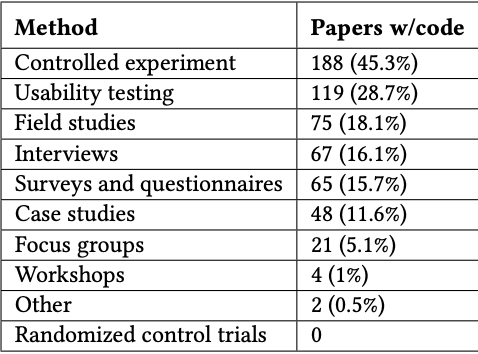 Method Papers w/code
Controlled experiment 188 (45.3%)
Usability testing 119 (28.7%)
Field studies 75 (18.1%)
Interviews 67 (16.1%)
Surveys and questionnaires 65 (15.7%)
Case studies 48 (11.6%)
Focus groups 21 (5.1%)
Workshops 4 (1%)
Other 2 (0.5%)
Randomized control trials 0